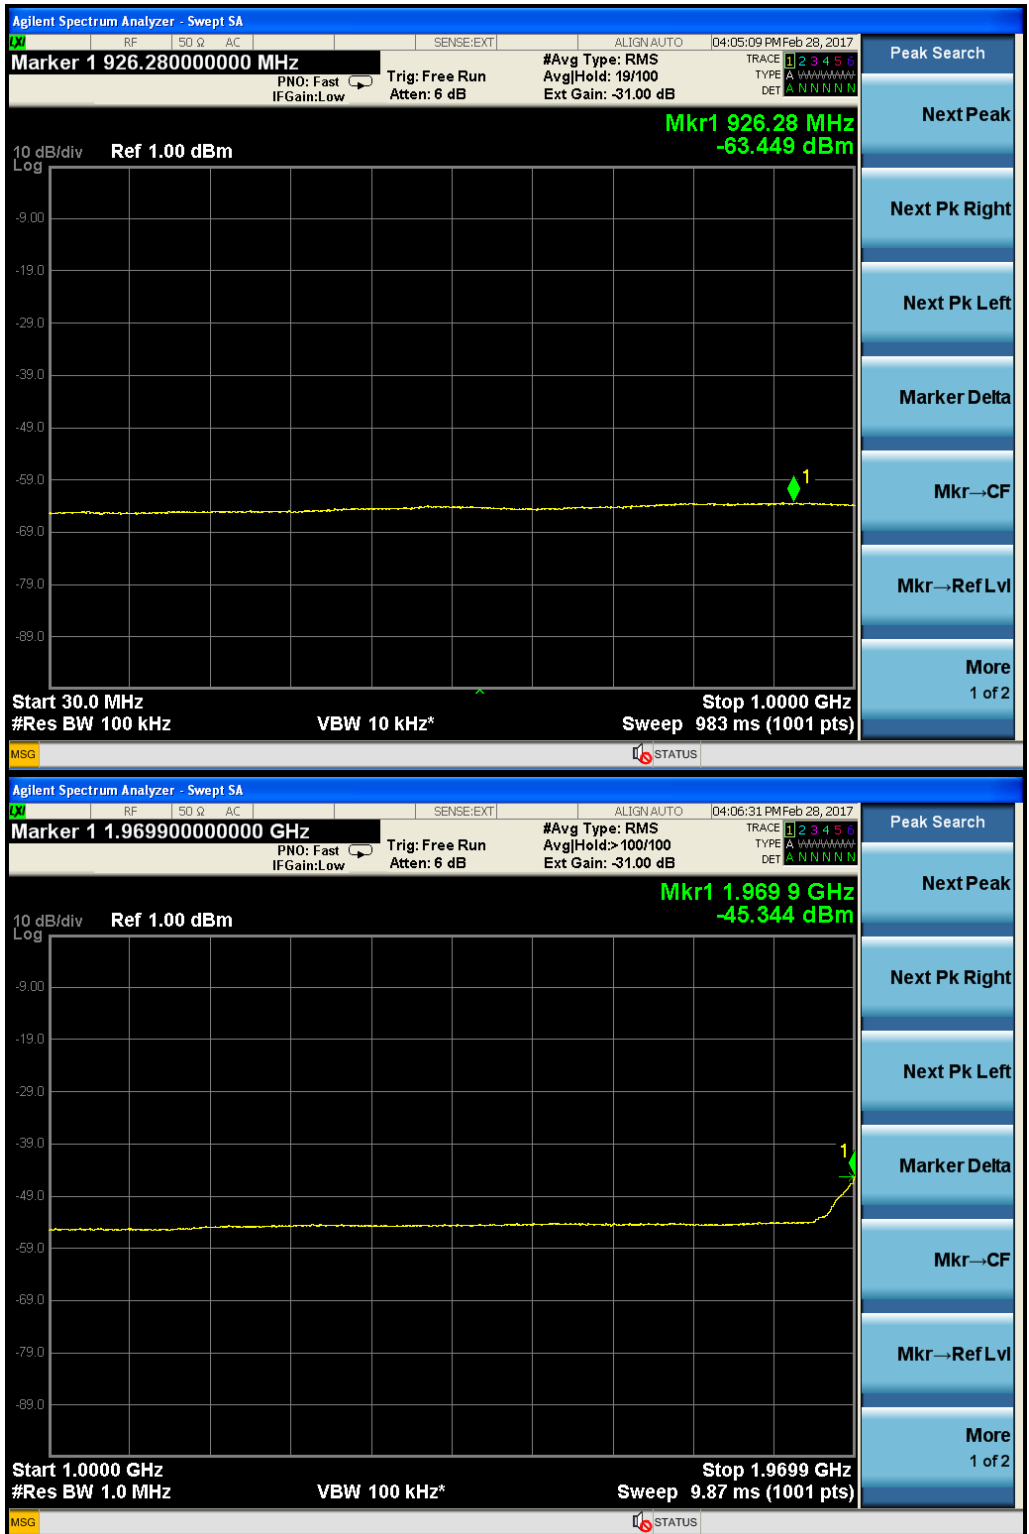 Agilent Spectrum Analyzer - Swept SA
LXI RF 50 Ω AC SENSE:EXT ALIGN AUTO 04:05:09 PM Feb 28, 2017
Marker 1 926.280000000 MHz
PNO: Fast
IFGain:Low
Trig: Free Run
Atten: 6 dB
#Avg Type: RMS
Avg|Hold: 19/100
Ext Gain: -31.00 dB
TRACE 1 2 3 4 5 6
TYPE A WWWWWW
DET A N N N N N
Mkr1 926.28 MHz
-63.449 dBm
10 dB/div Ref 1.00 dBm
Log
-9.00
-19.0
-29.0
-39.0
-49.0
-59.0
-69.0
-79.0
-89.0
1
Start 30.0 MHz Stop 1.0000 GHz
#Res BW 100 kHz VBW 10 kHz* Sweep 983 ms (1001 pts)
MSG STATUS
Peak Search
Next Peak
Next Pk Right
Next Pk Left
Marker Delta
Mkr→CF
Mkr→Ref Lvl
More
1 of 2
Agilent Spectrum Analyzer - Swept SA
LXI RF 50 Ω AC SENSE:EXT ALIGN AUTO 04:06:31 PM Feb 28, 2017
Marker 1 1.969900000000 GHz
PNO: Fast
IFGain:Low
Trig: Free Run
Atten: 6 dB
#Avg Type: RMS
Avg|Hold:>100/100
Ext Gain: -31.00 dB
TRACE 1 2 3 4 5 6
TYPE A WWWWWW
DET A N N N N N
Mkr1 1.969 9 GHz
-45.344 dBm
10 dB/div Ref 1.00 dBm
Log
-9.00
-19.0
-29.0
-39.0
-49.0
-59.0
-69.0
-79.0
-89.0
1
Start 1.0000 GHz Stop 1.9699 GHz
#Res BW 1.0 MHz VBW 100 kHz* Sweep 9.87 ms (1001 pts)
MSG STATUS
Peak Search
Next Peak
Next Pk Right
Next Pk Left
Marker Delta
Mkr→CF
Mkr→Ref Lvl
More
1 of 2